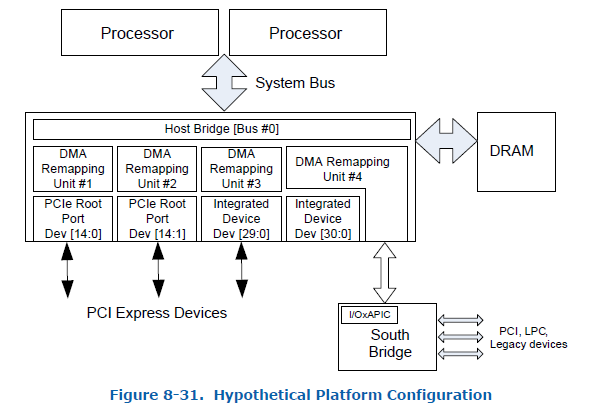 Processor
Processor
System Bus
Host Bridge [Bus #0]
DRAM
DMA
Remapping
Unit #1
DMA
Remapping
Unit #2
DMA
Remapping
Unit #3
DMA Remapping
Unit #4
PCIe Root
Port
Dev [14:0]
PCIe Root
Port
Dev [14:1]
Integrated
Device
Dev [29:0]
Integrated
Device
Dev [30:0]
PCI Express Devices
I/OxAPIC
South
Bridge
PCI, LPC,
Legacy devices
Figure 8-31. Hypothetical Platform Configuration